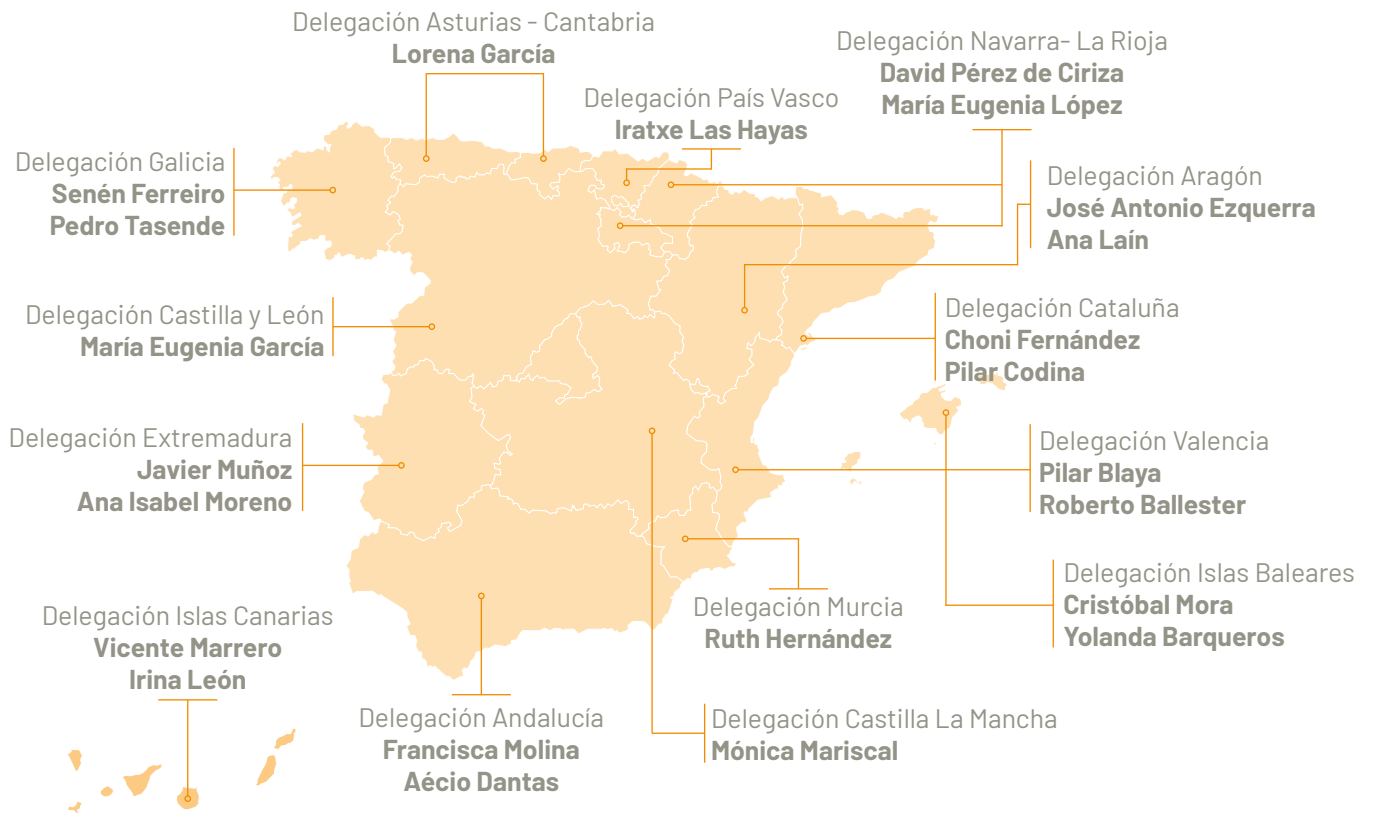 Delegación Asturias - Cantabria
Lorena García
Delegación Navarra- La Rioja
David Pérez de Ciriza
María Eugenia López
Delegación País Vasco
Iratxe Las Hayas
Delegación Galicia
Senén Ferreiro
Pedro Tasende
Delegación Aragón
José Antonio Ezquerra
Ana Laín
Delegación Castilla y León
María Eugenia García
Delegación Cataluña
Choni Fernández
Pilar Codina
Delegación Extremadura
Javier Muñoz
Ana Isabel Moreno
Delegación Valencia
Pilar Blaya
Roberto Ballester
Delegación Islas Baleares
Cristóbal Mora
Yolanda Barqueros
Delegación Murcia
Ruth Hernández
Delegación Islas Canarias
Vicente Marrero
Irina León
Delegación Andalucía
Francisca Molina
Aécio Dantas
Delegación Castilla La Mancha
Mónica Mariscal